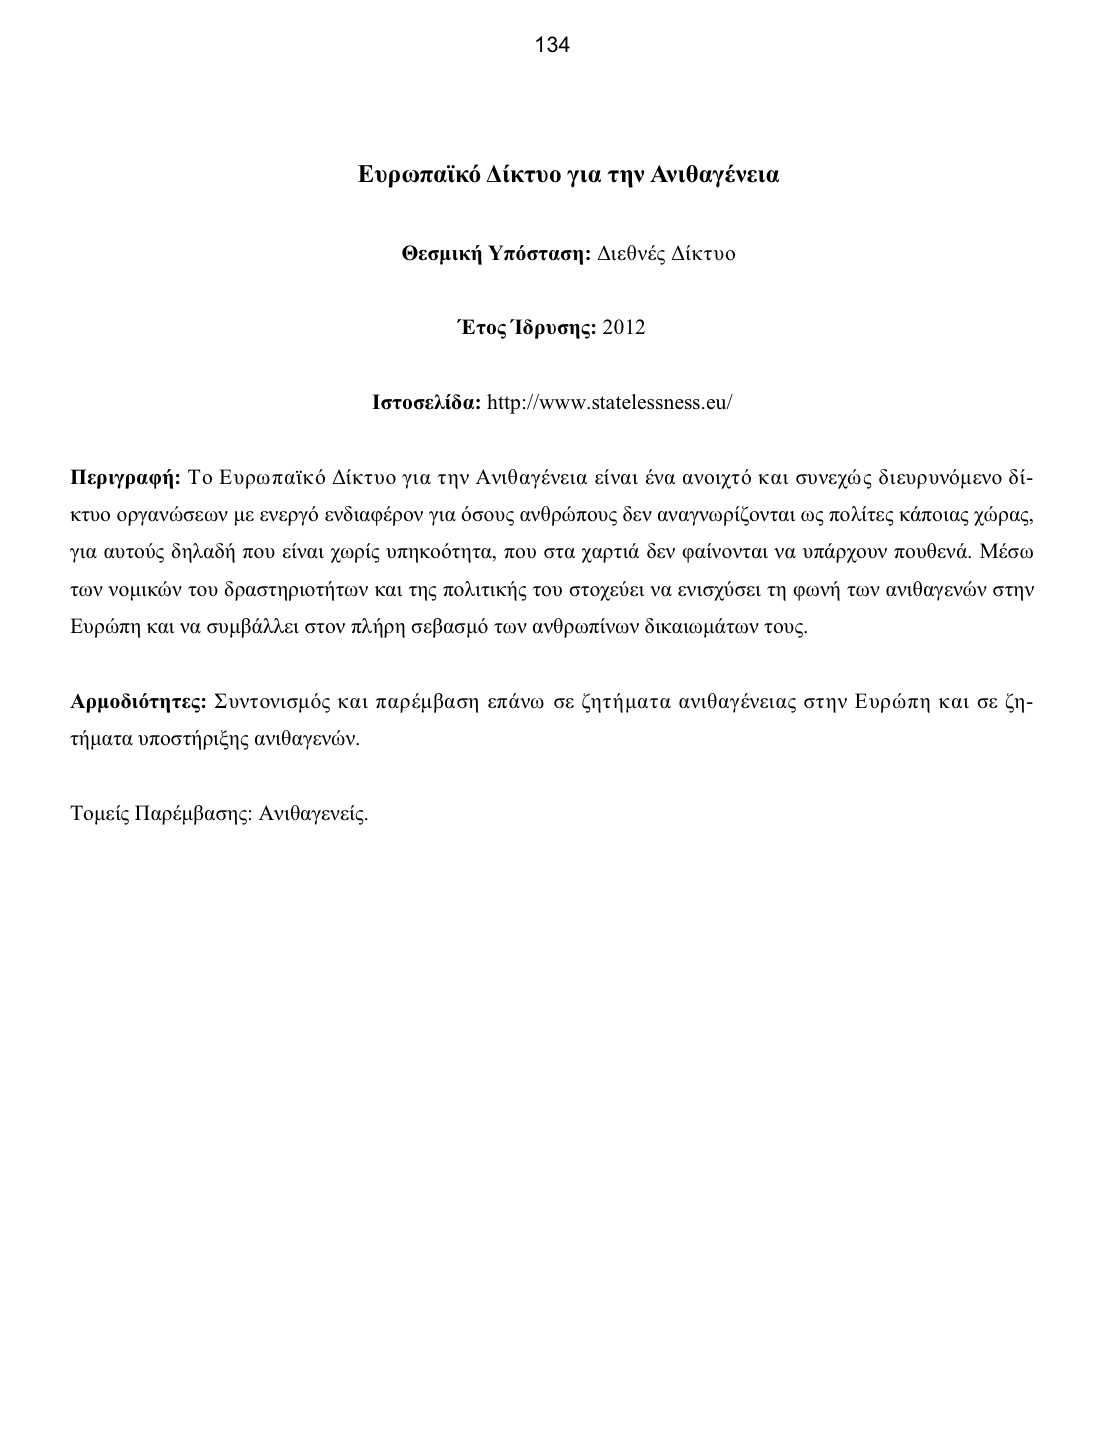 134
Ευρωπαϊκό Δίκτυο για την Ανιθαγένεια
Θεσμική Υπόσταση: Διεθνές Δίκτυο
Έτος Ίδρυσης: 2012
Ιστοσελίδα: http://www.statelessness.eu/
Περιγραφή: Το Ευρωπαϊκό Δίκτυο για την Ανιθαγένεια είναι ένα ανοιχτό και συνεχώς διευρυνόμενο δί-
κτυο οργανώσεων με ενεργό ενδιαφέρον για όσους ανθρώπους δεν αναγνωρίζονται ως πολίτες κάποιας χώρας,
για αυτούς δηλαδή που είναι χωρίς υπηκοότητα, που στα χαρτιά δεν φαίνονται να υπάρχουν πουθενά. Μέσω
των νομικών του δραστηριοτήτων και της πολιτικής του στοχεύει να ενισχύσει τη φωνή των ανιθαγενών στην
Ευρώπη και να συμβάλλει στον πλήρη σεβασμό των ανθρωπίνων δικαιωμάτων τους.
Αρμοδιότητες: Συντονισμός και παρέμβαση επάνω σε ζητήματα ανιθαγένειας στην Ευρώπη και σε ζη-
τήματα υποστήριξης ανιθαγενών.
Τομείς Παρέμβασης: Ανιθαγενείς.